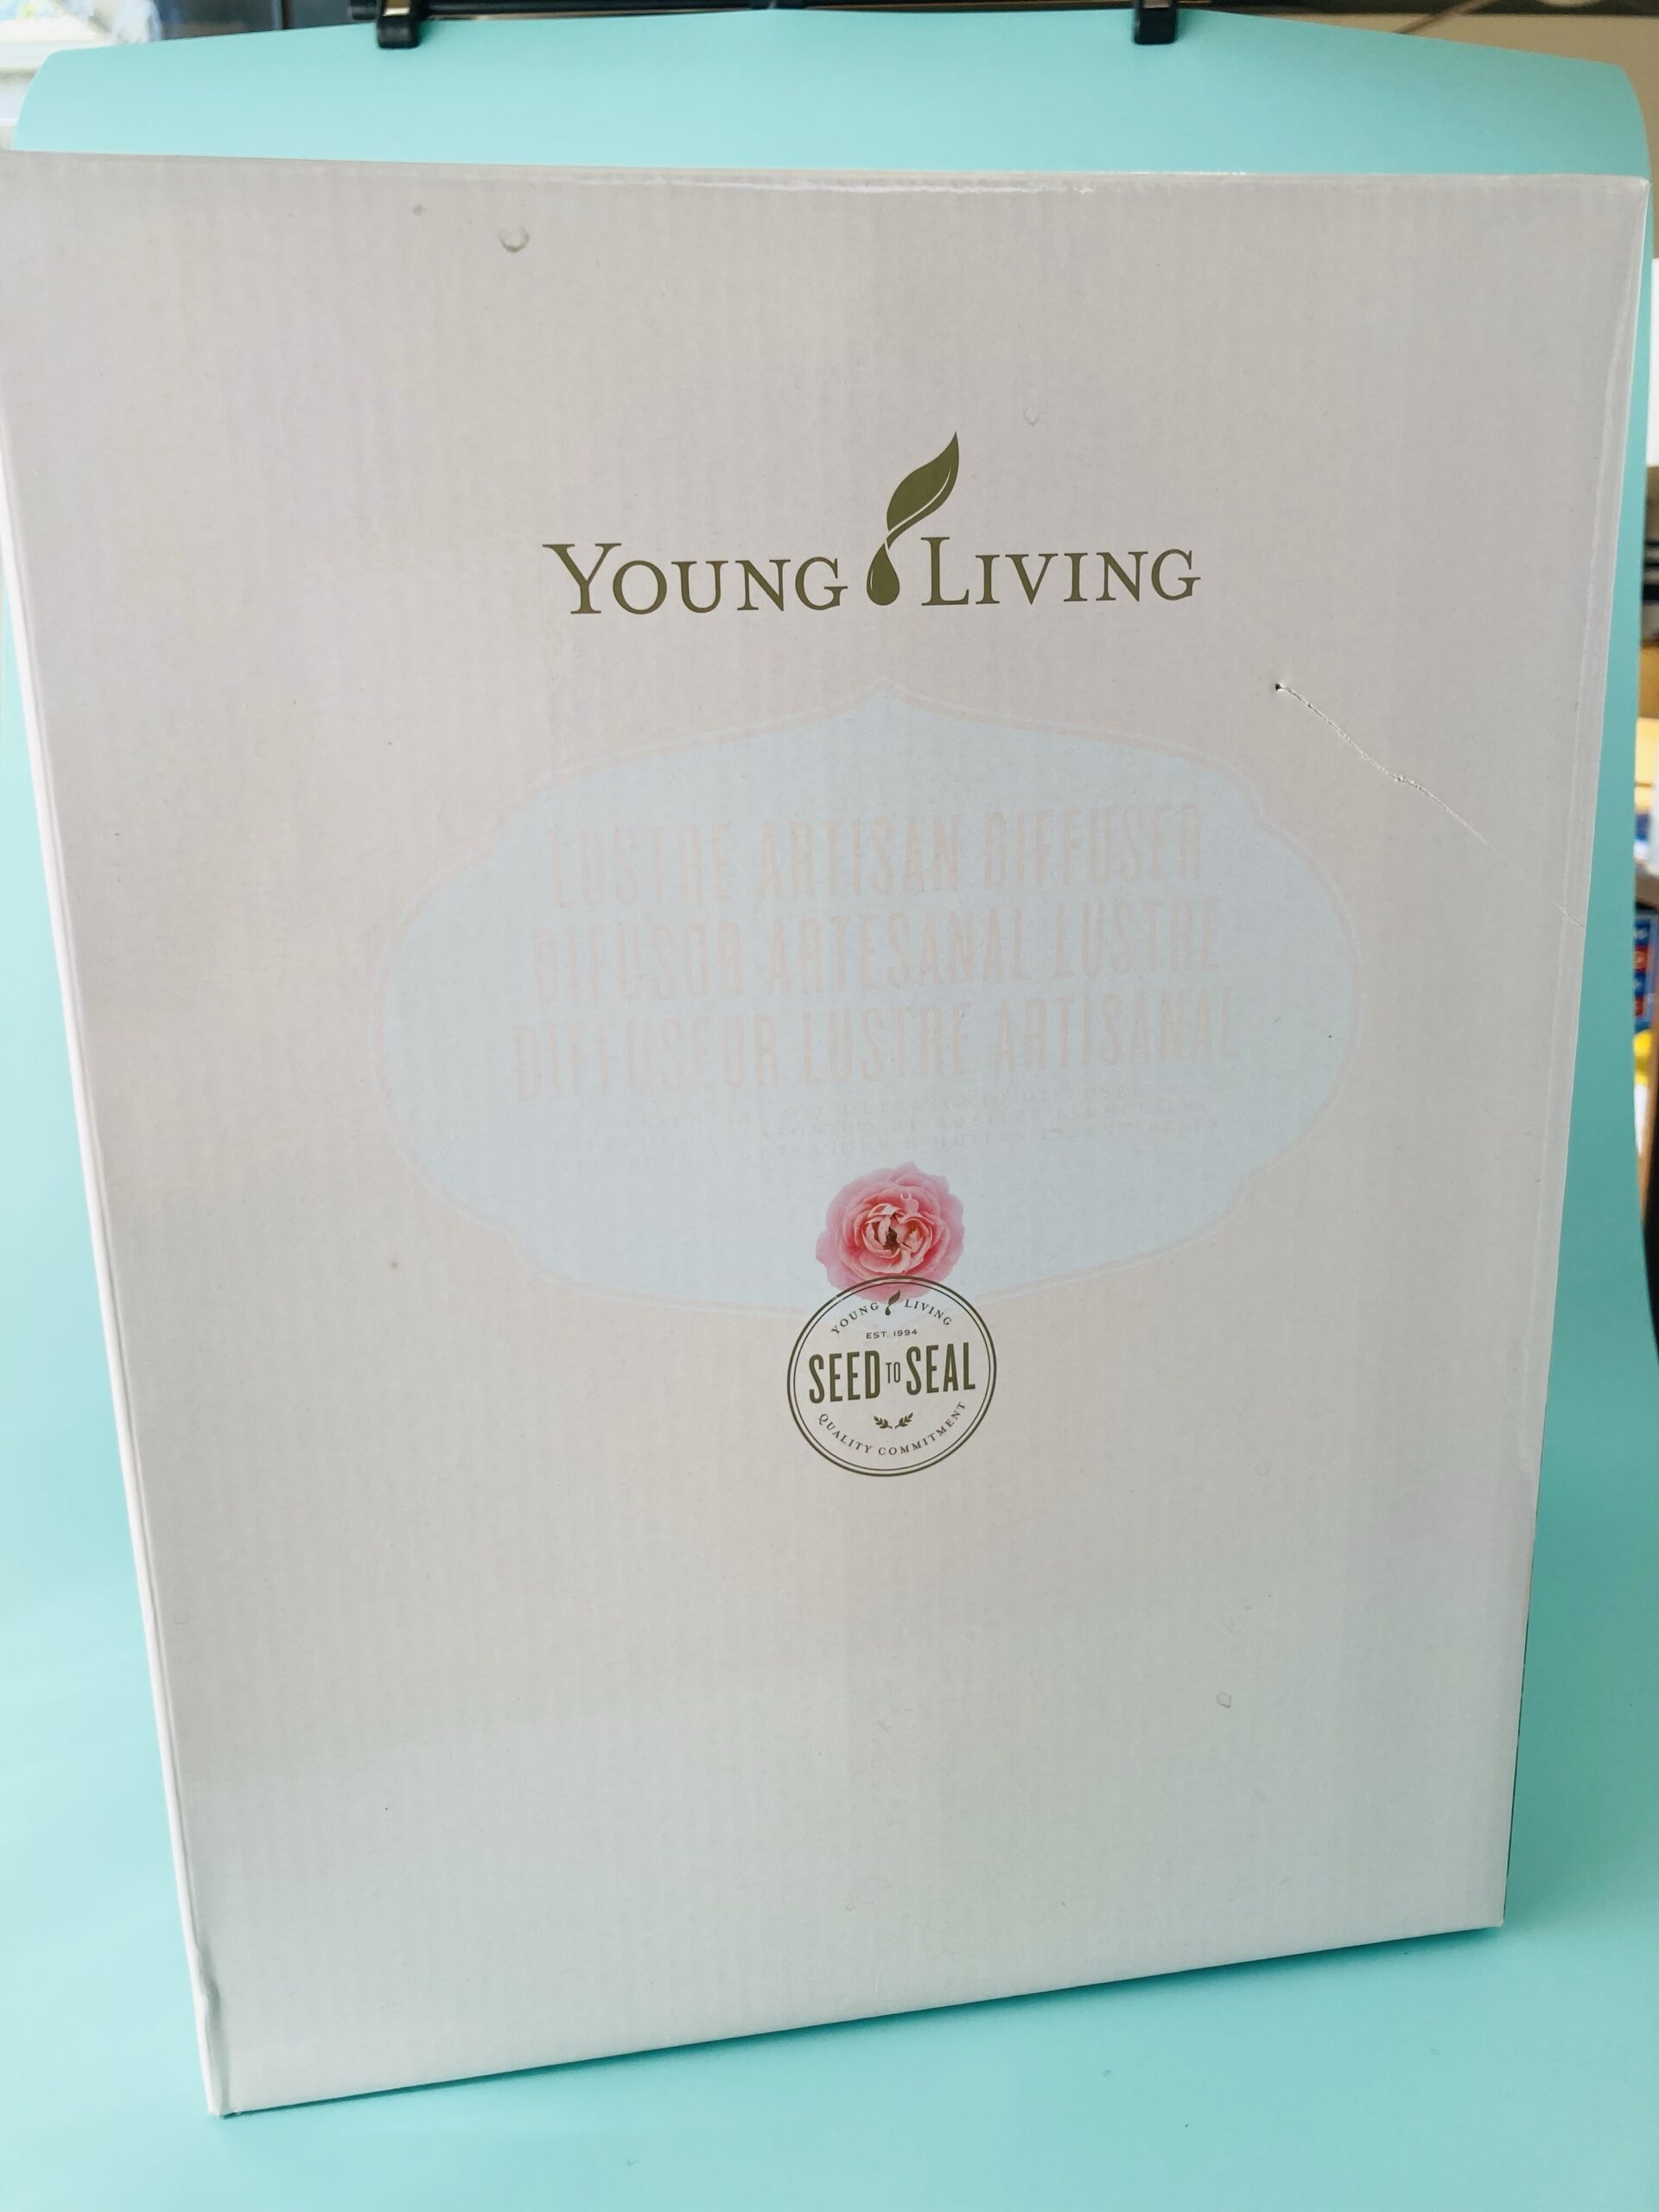 YOUNG LIVING
LUSTRE ARTISAN DIFFUSER
DIFUSOR ARTESANAL LUSTRE
DIFFUSEUR LUSTRE ARTISANAL
YOUNG LIVING
EST. 1994
SEED TO SEAL
QUALITY COMMITMENT